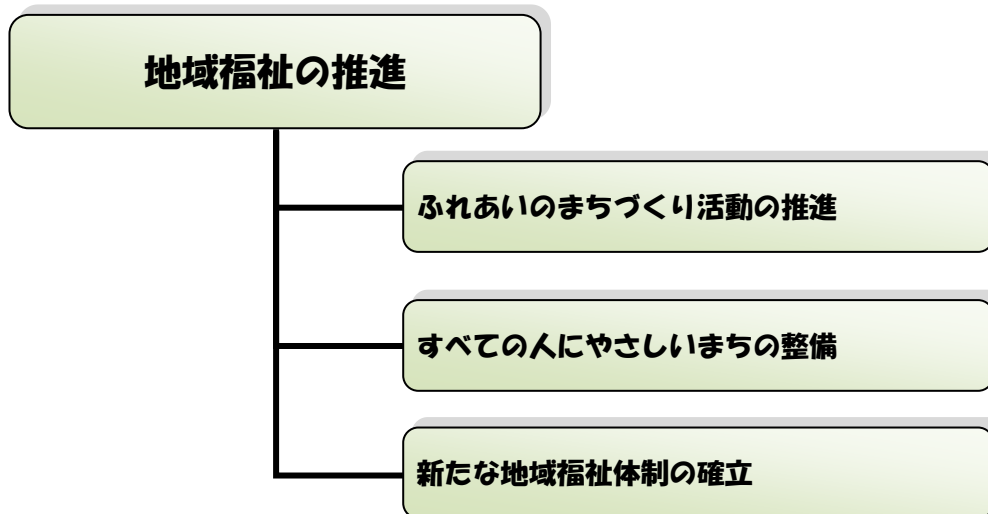 地域福祉の推進
ふれあいのまちづくり活動の推進
すべての人にやさしいまちの整備
新たな地域福祉体制の確立